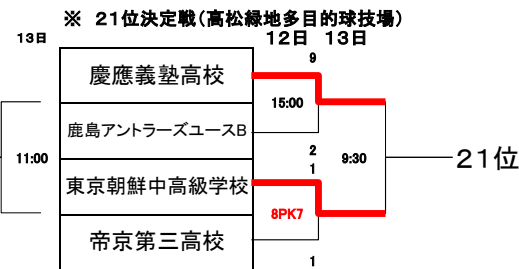 ※ 21位決定戦(高松緑地多目的球技場)
13日
12日 13日
慶應義塾高校
9
15:00
鹿島アントラーズユースB
2
11:00
9:30
21位
東京朝鮮中高級学校
1
8PK7
帝京第三高校
1